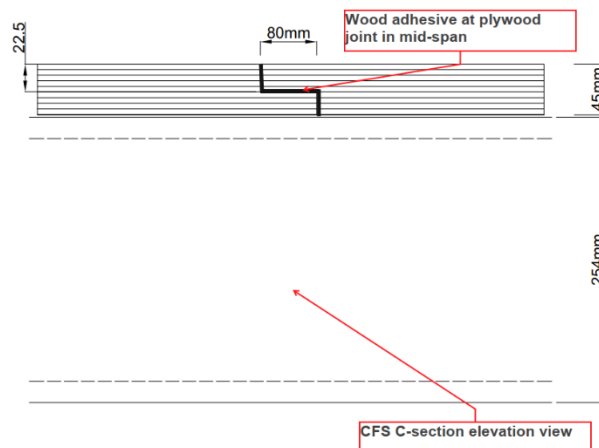 80mm
Wood adhesive at plywood
joint in mid-span
22.5
45mm
254mm
CFS C-section elevation view